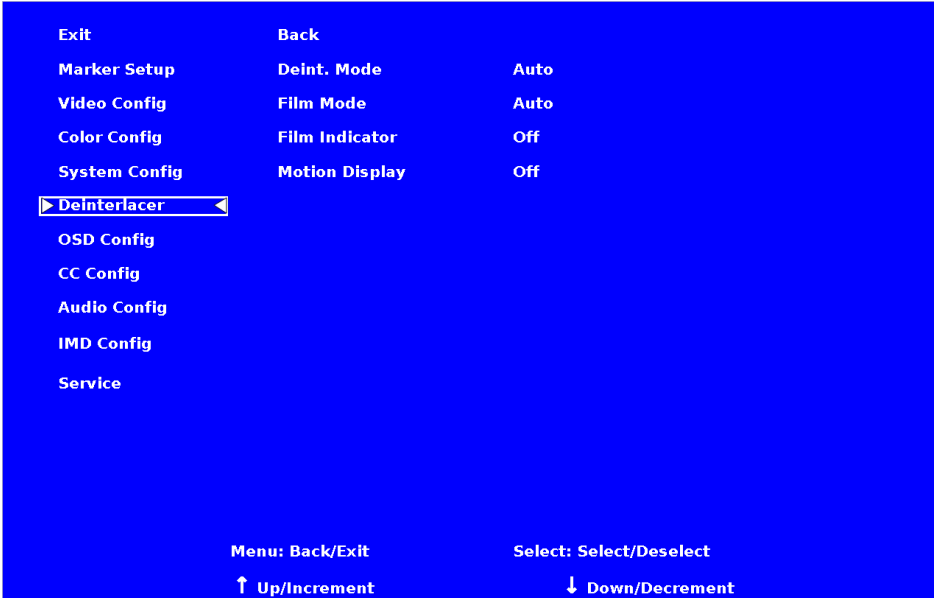 Exit Back
Marker Setup Deint. Mode Auto
Video Config Film Mode Auto
Color Config Film Indicator Off
System Config Motion Display Off
Deinterlacer
OSD Config
CC Config
Audio Config
IMD Config
Service
Menu: Back/Exit Select: Select/Deselect
↑ Up/Increment ↓ Down/Decrement